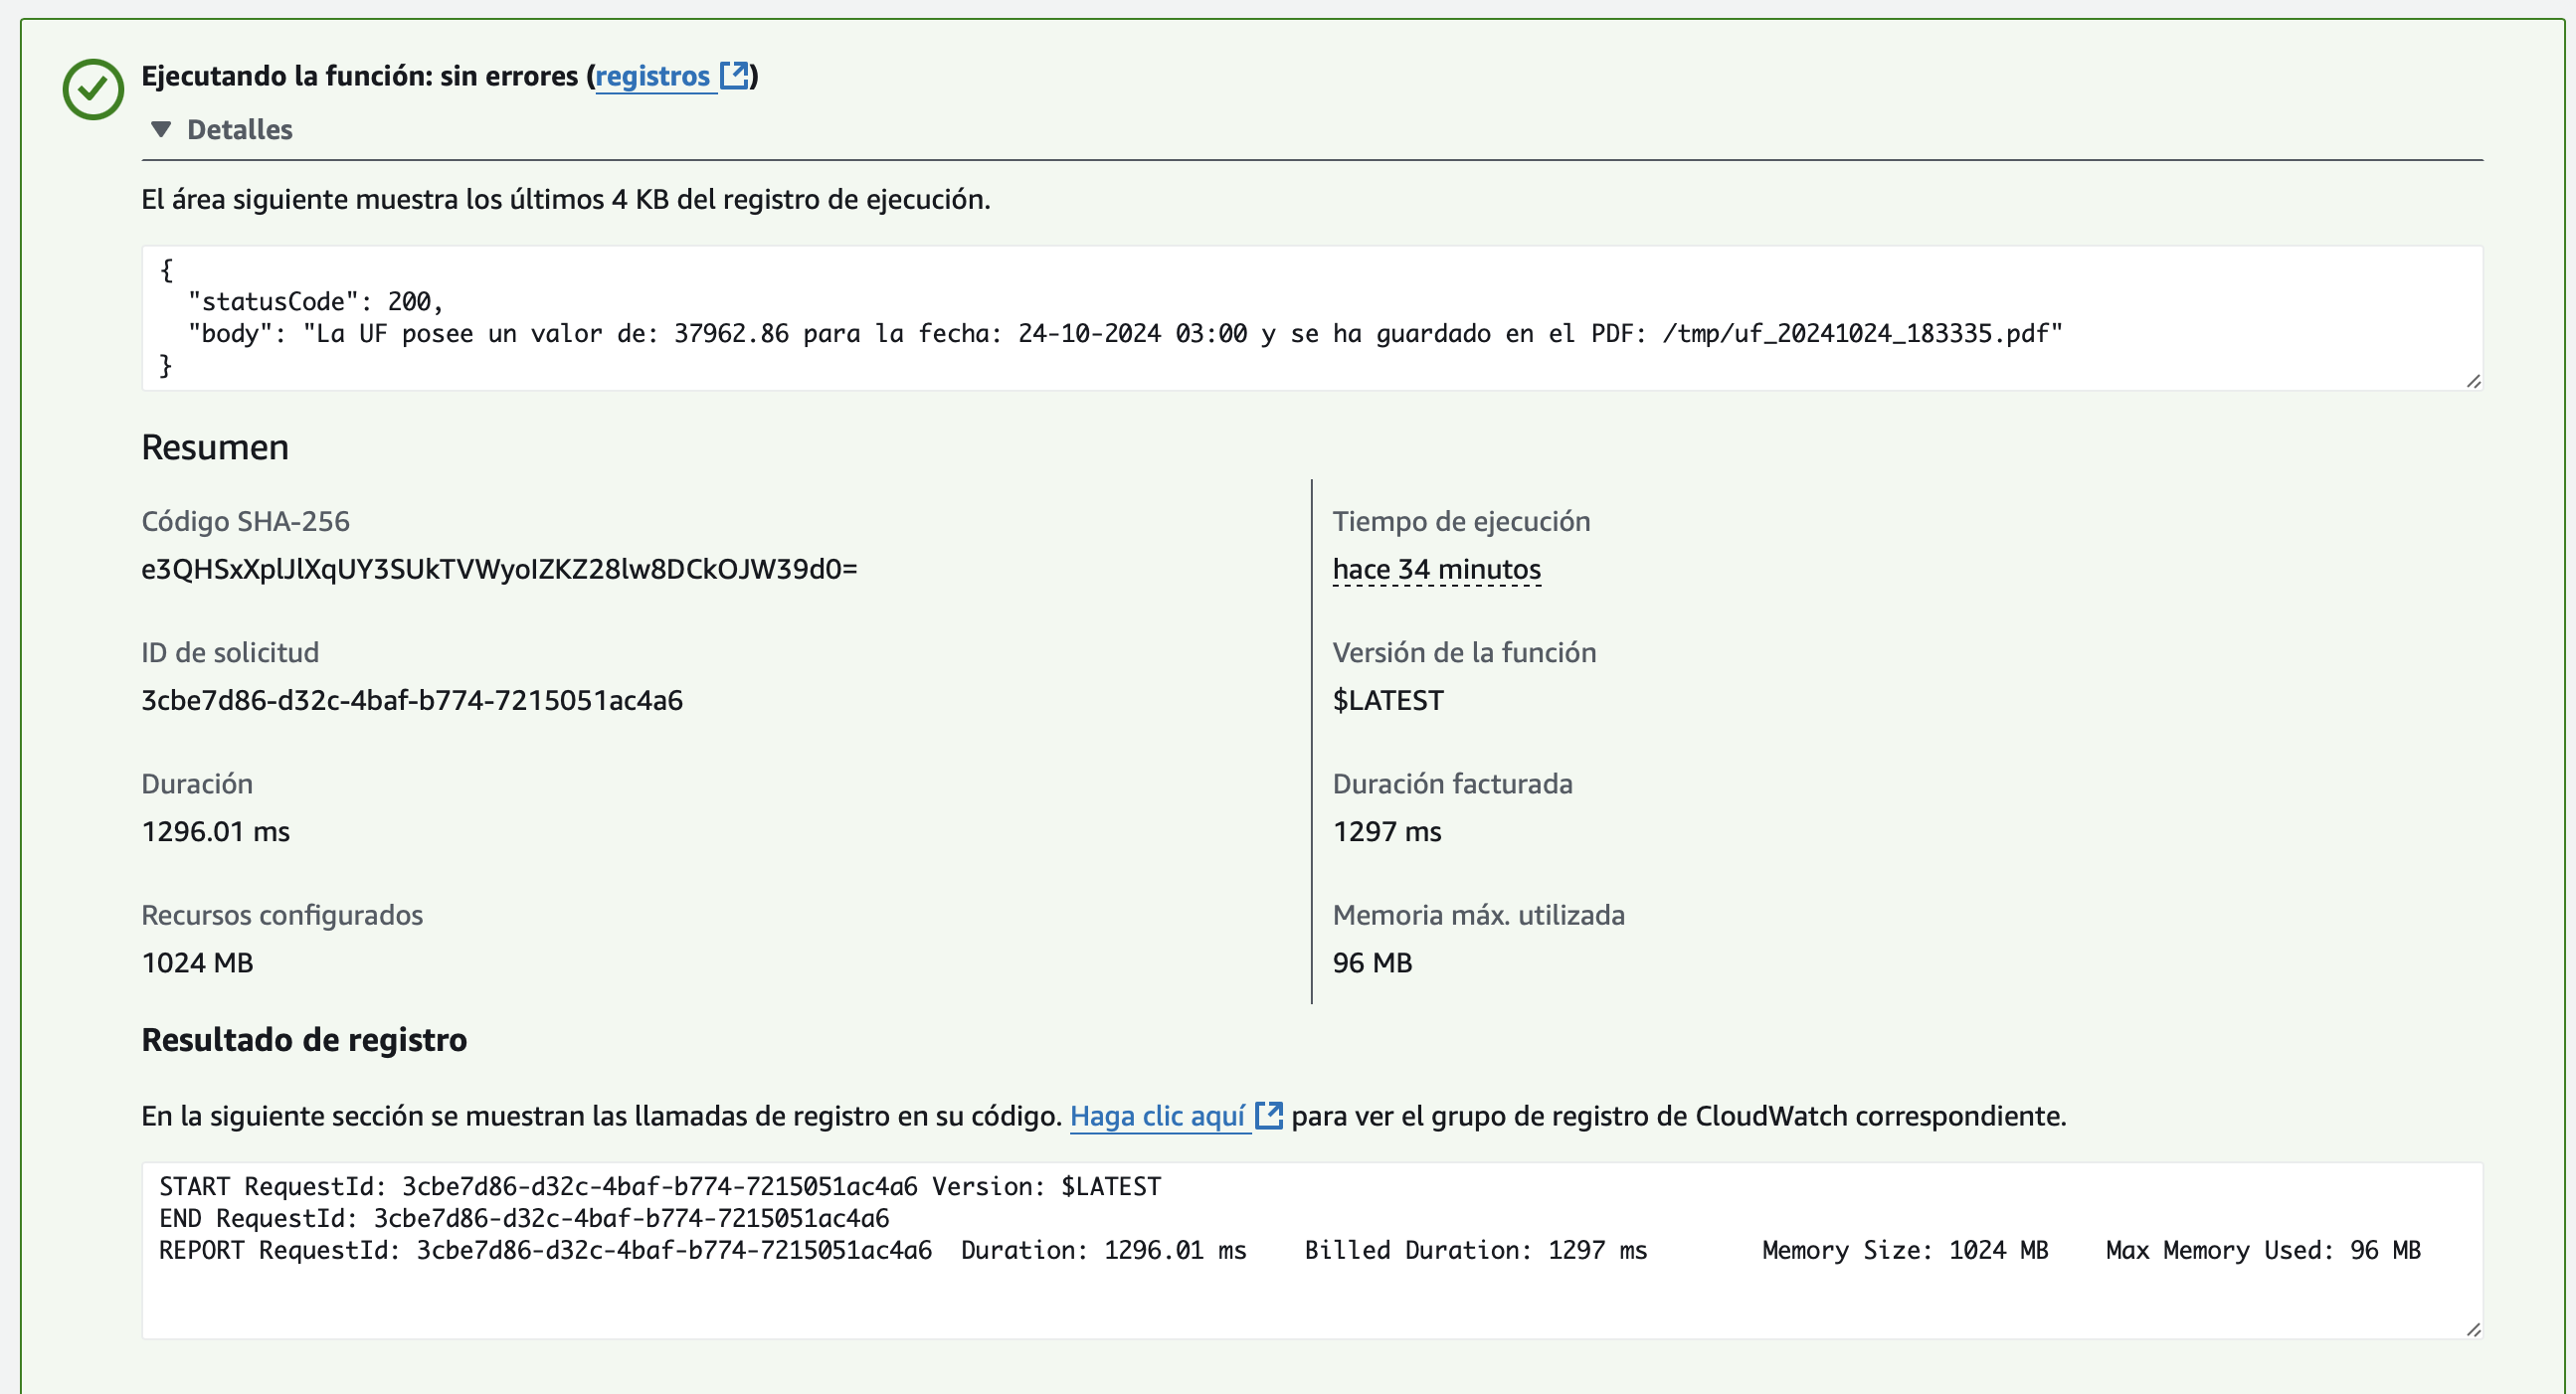 Ejecutando la función: sin errores (registros)
Detalles
El área siguiente muestra los últimos 4 KB del registro de ejecución.
{
  "statusCode": 200,
  "body": "La UF posee un valor de: 37962.86 para la fecha: 24-10-2024 03:00 y se ha guardado en el PDF: /tmp/uf_20241024_183335.pdf"
}
Resumen
Código SHA-256
e3QHSxXplJlXqUY3SUkTVWyoIZKZ28lw8DCkOJW39d0=
Tiempo de ejecución
hace 34 minutos
ID de solicitud
3cbe7d86-d32c-4baf-b774-7215051ac4a6
Versión de la función
$LATEST
Duración
1296.01 ms
Duración facturada
1297 ms
Recursos configurados
1024 MB
Memoria máx. utilizada
96 MB
Resultado de registro
En la siguiente sección se muestran las llamadas de registro en su código. Haga clic aquí para ver el grupo de registro de CloudWatch correspondiente.
START RequestId: 3cbe7d86-d32c-4baf-b774-7215051ac4a6 Version: $LATEST
END RequestId: 3cbe7d86-d32c-4baf-b774-7215051ac4a6
REPORT RequestId: 3cbe7d86-d32c-4baf-b774-7215051ac4a6  Duration: 1296.01 ms    Billed Duration: 1297 ms        Memory Size: 1024 MB    Max Memory Used: 96 MB